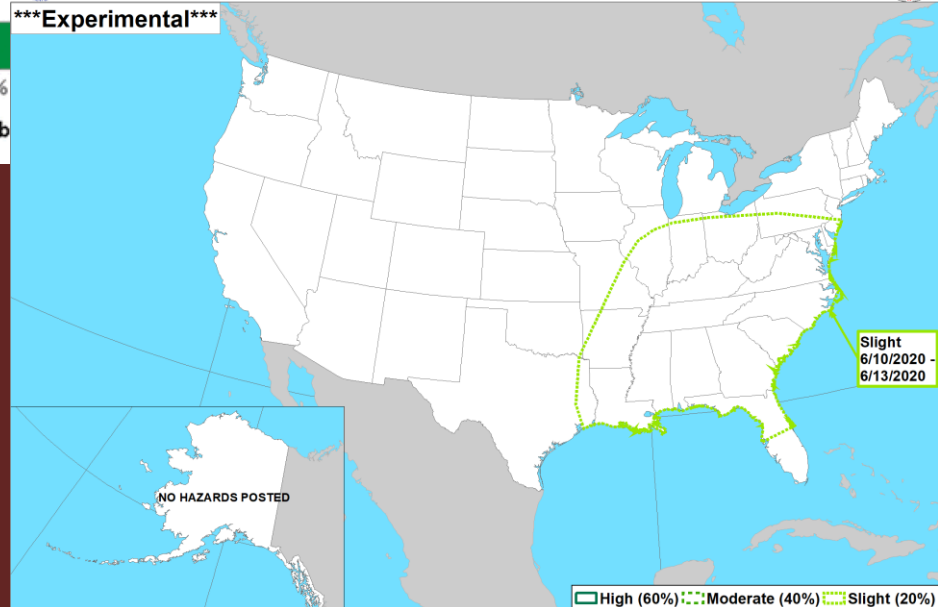 ***Experimental***
%
b
Slight
6/10/2020 -
6/13/2020
NO HAZARDS POSTED
High (60%) Moderate (40%) Slight (20%)